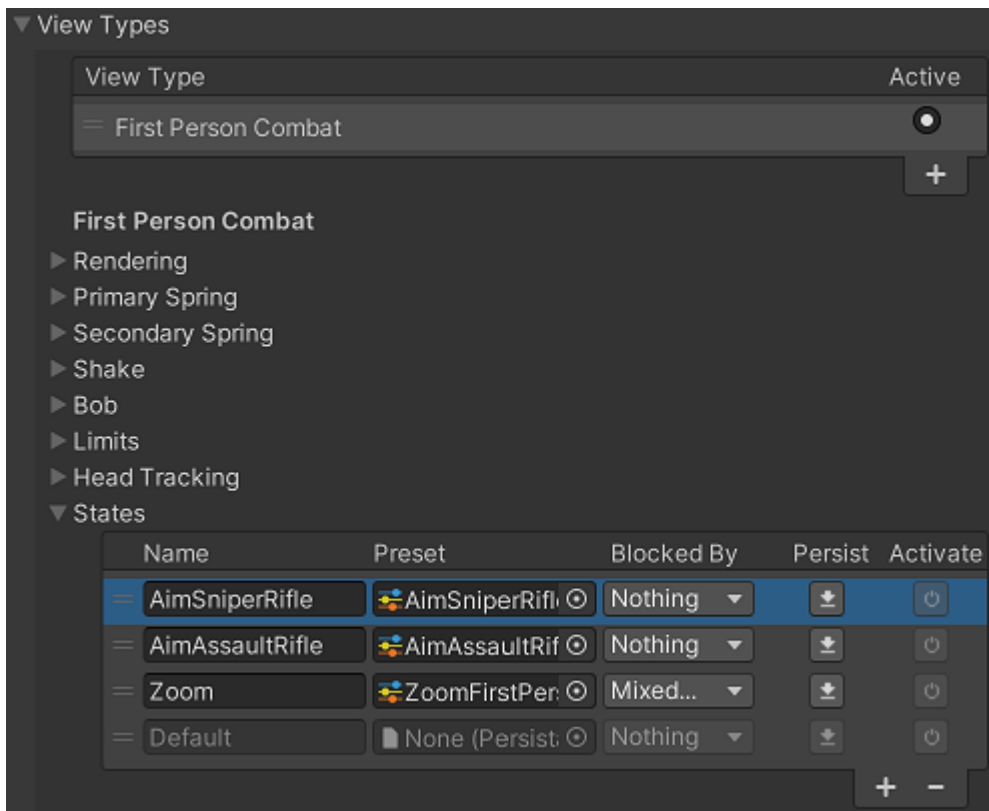 View Types
View Type Active
First Person Combat
First Person Combat
Rendering
Primary Spring
Secondary Spring
Shake
Bob
Limits
Head Tracking
States
Name Preset Blocked By Persist Activate
AimSniperRifle AimSniperRifl Nothing
AimAssaultRifle AimAssaultRif Nothing
Zoom ZoomFirstPer Mixed...
Default None (Persist Nothing